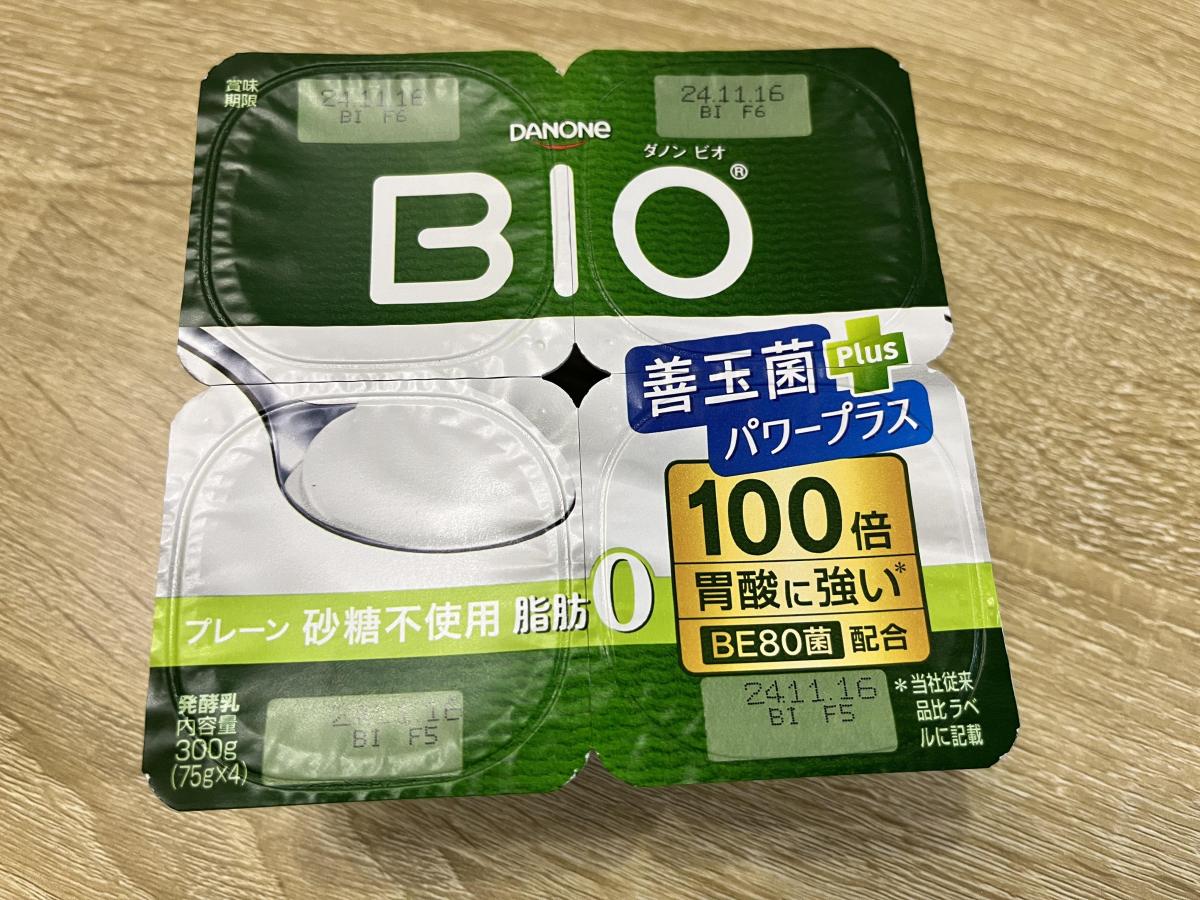 賞味
期限
24.11.16
BI F6
24.11.16
BI F6
DANONE
ダノン ビオ
BIO®
善玉菌
Plus
パワープラス
100倍
胃酸に強い*
BE80菌 配合
プレーン 砂糖不使用 脂肪0
発酵乳
内容量
300g
(75g×4)
24.11.16
BI F5
24.11.16
BI F5
*当社従来
品比ラベ
ルに記載